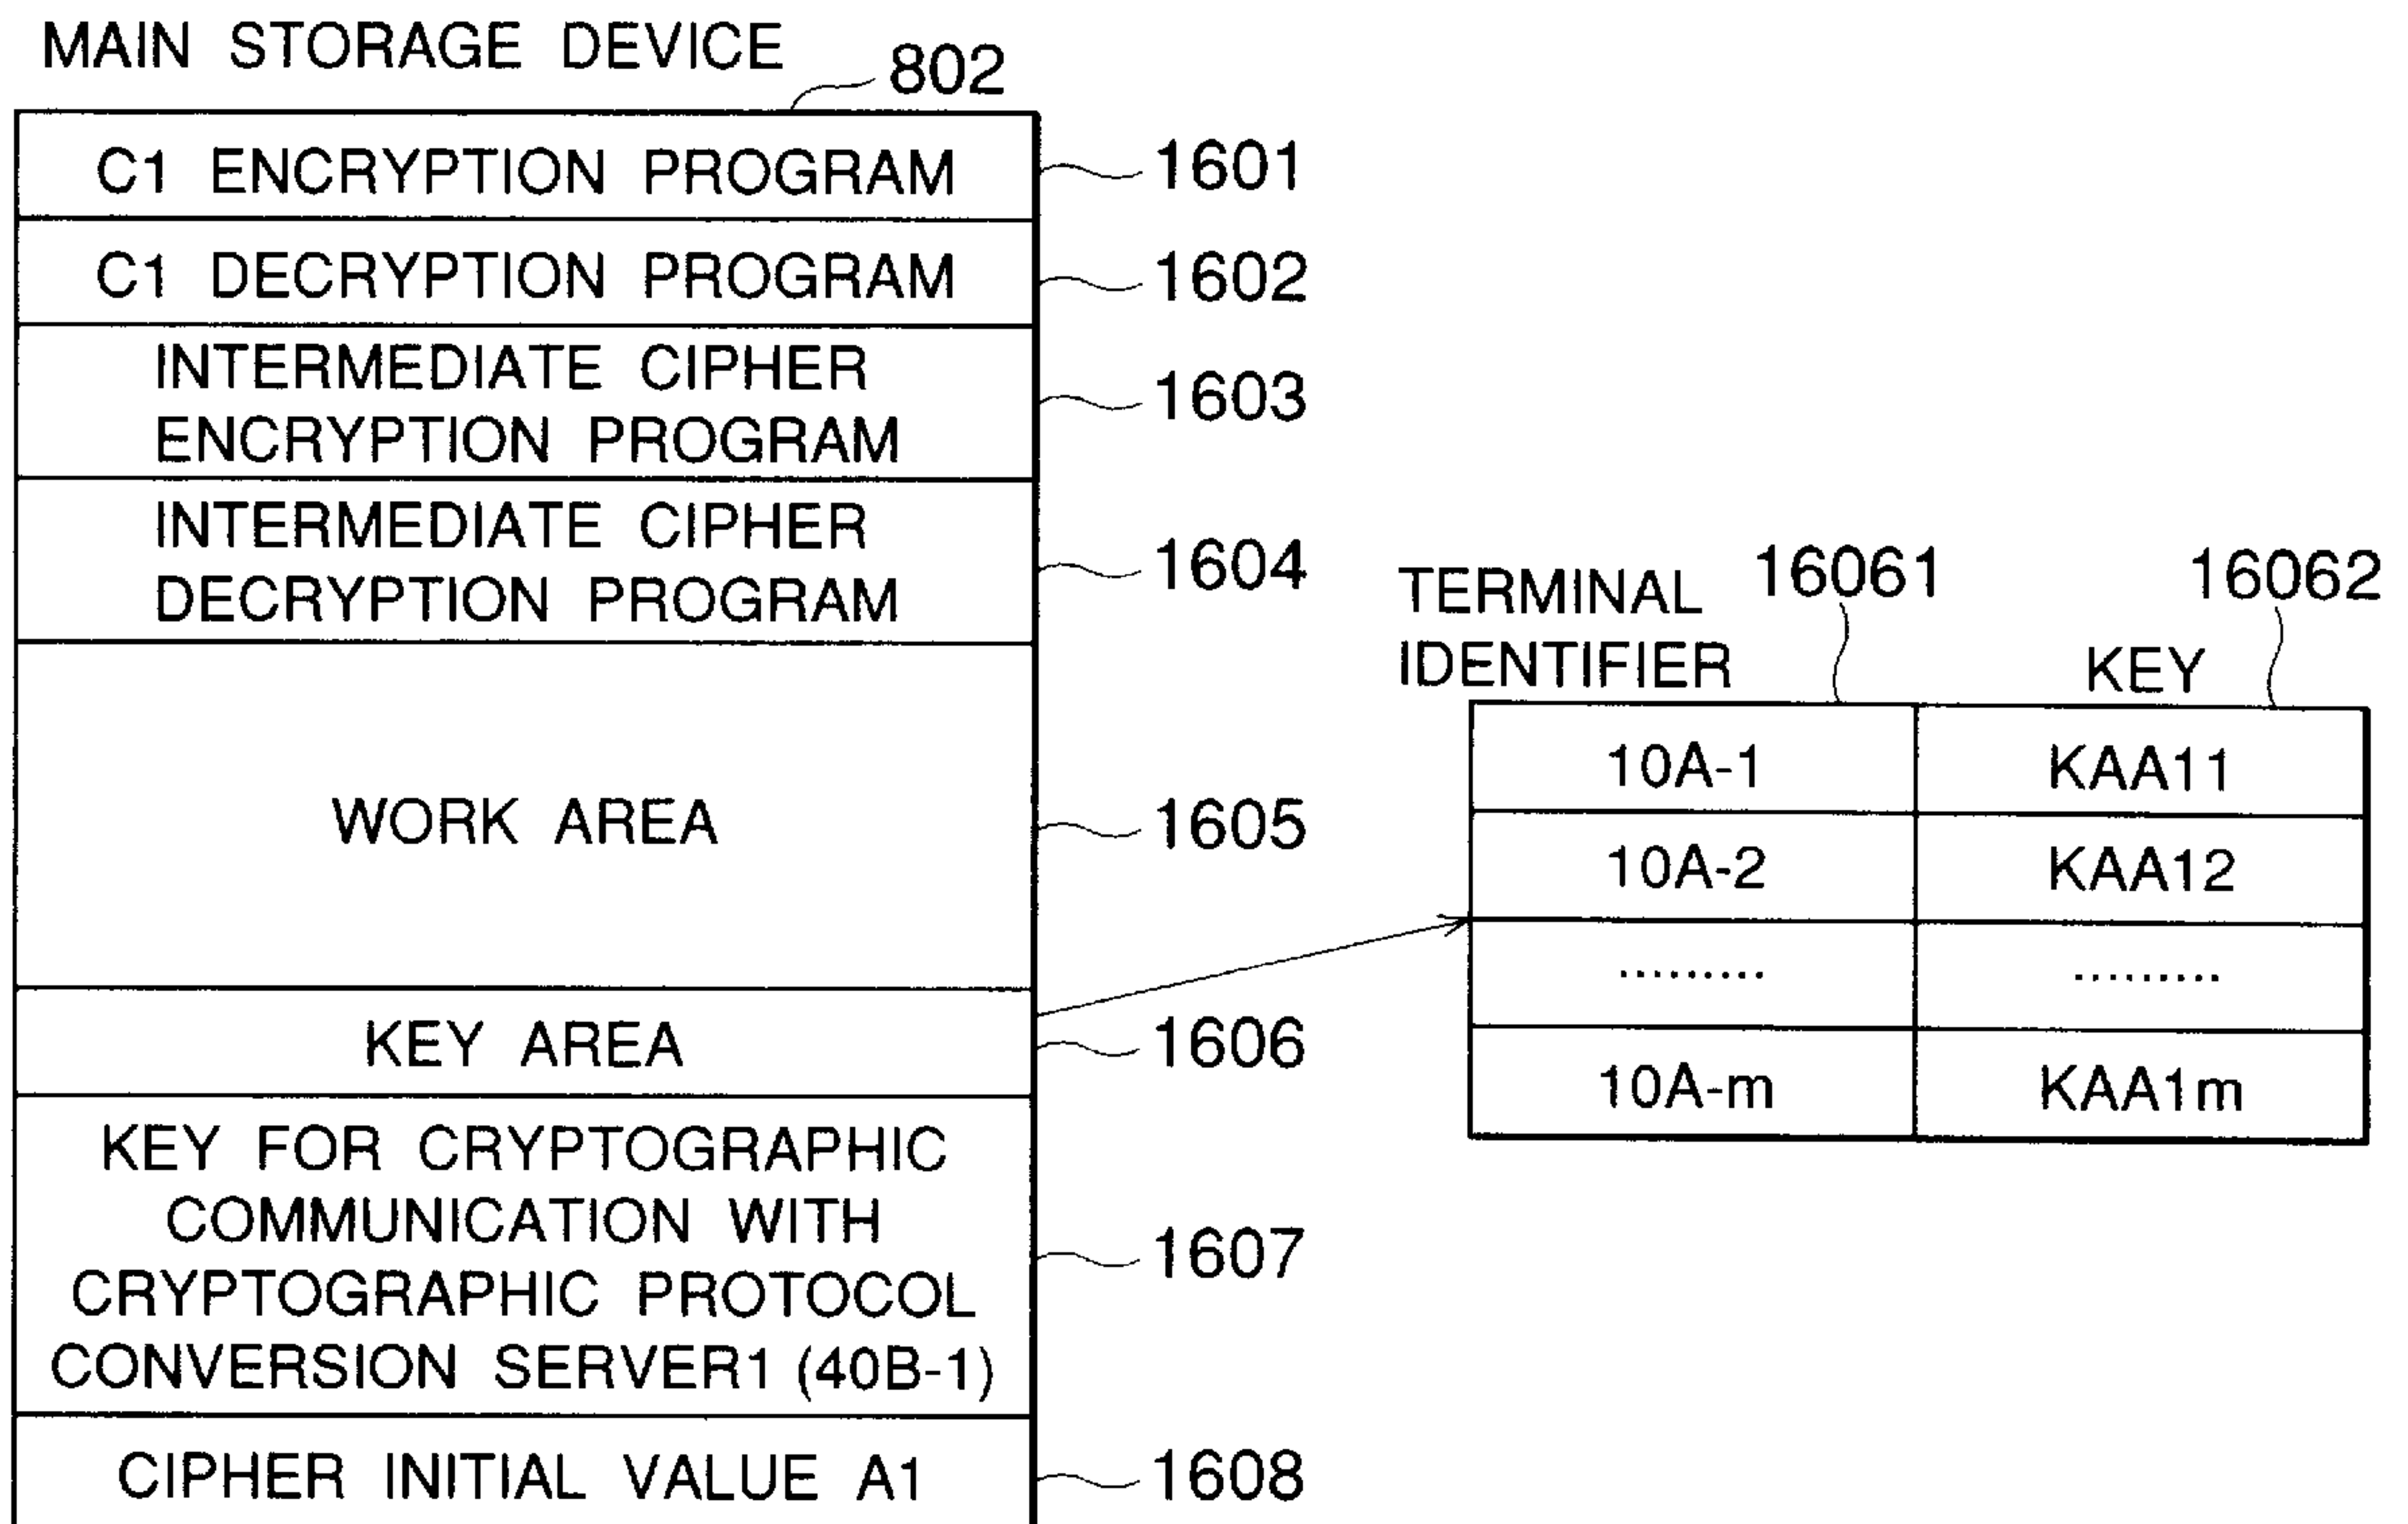 MAIN STORAGE DEVICE
802
C1 ENCRYPTION PROGRAM
1601
C1 DECRYPTION PROGRAM
1602
INTERMEDIATE CIPHER
ENCRYPTION PROGRAM
1603
INTERMEDIATE CIPHER
DECRYPTION PROGRAM
1604
WORK AREA
1605
KEY AREA
1606
KEY FOR CRYPTOGRAPHIC
COMMUNICATION WITH
CRYPTOGRAPHIC PROTOCOL
CONVERSION SERVER1 (40B-1)
1607
CIPHER INITIAL VALUE A1
1608
TERMINAL
IDENTIFIER
16061
KEY
16062
10A-1 KAA11
10A-2 KAA12
......... .........
10A-m KAA1m